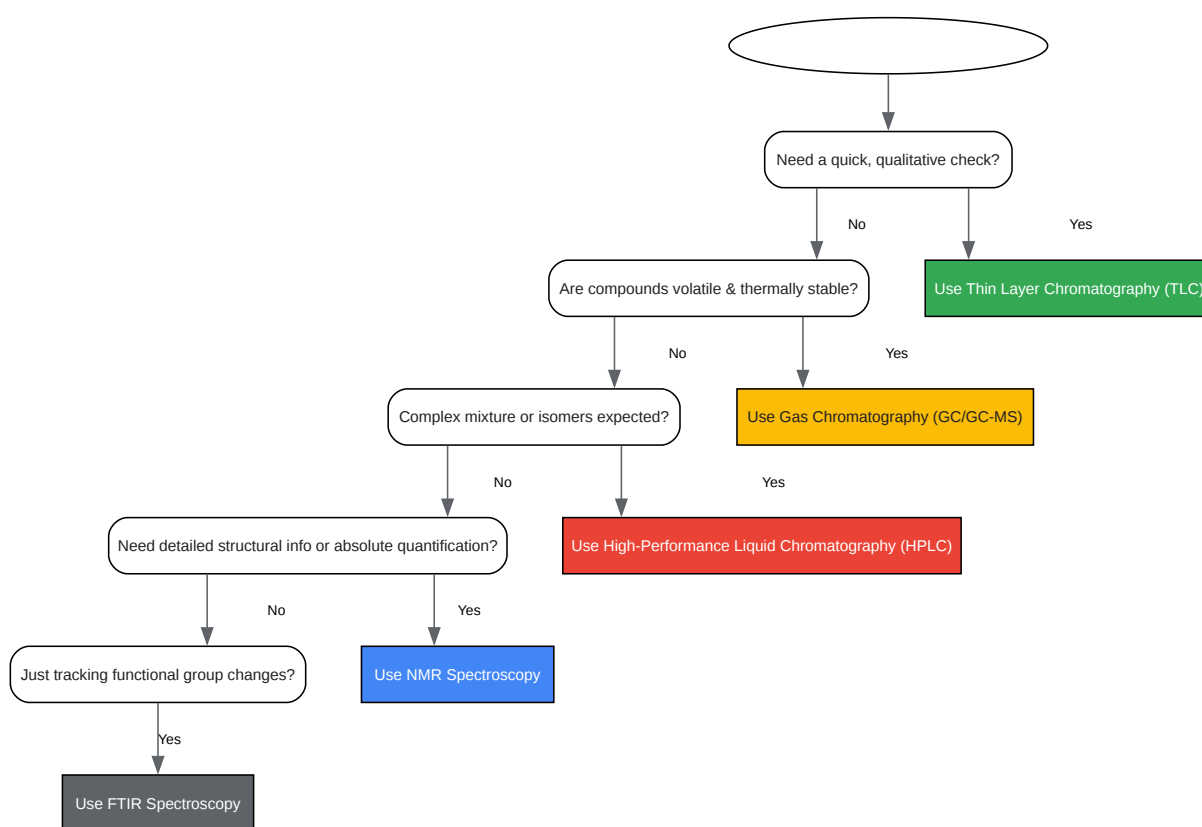 Need a quick, qualitative check?
No
Yes
Are compounds volatile & thermally stable?
Use Thin Layer Chromatography (TLC)
No
Yes
Complex mixture or isomers expected?
Use Gas Chromatography (GC/GC-MS)
No
Yes
Need detailed structural info or absolute quantification?
Use High-Performance Liquid Chromatography (HPLC)
No
Yes
Just tracking functional group changes?
Use NMR Spectroscopy
Yes
Use FTIR Spectroscopy